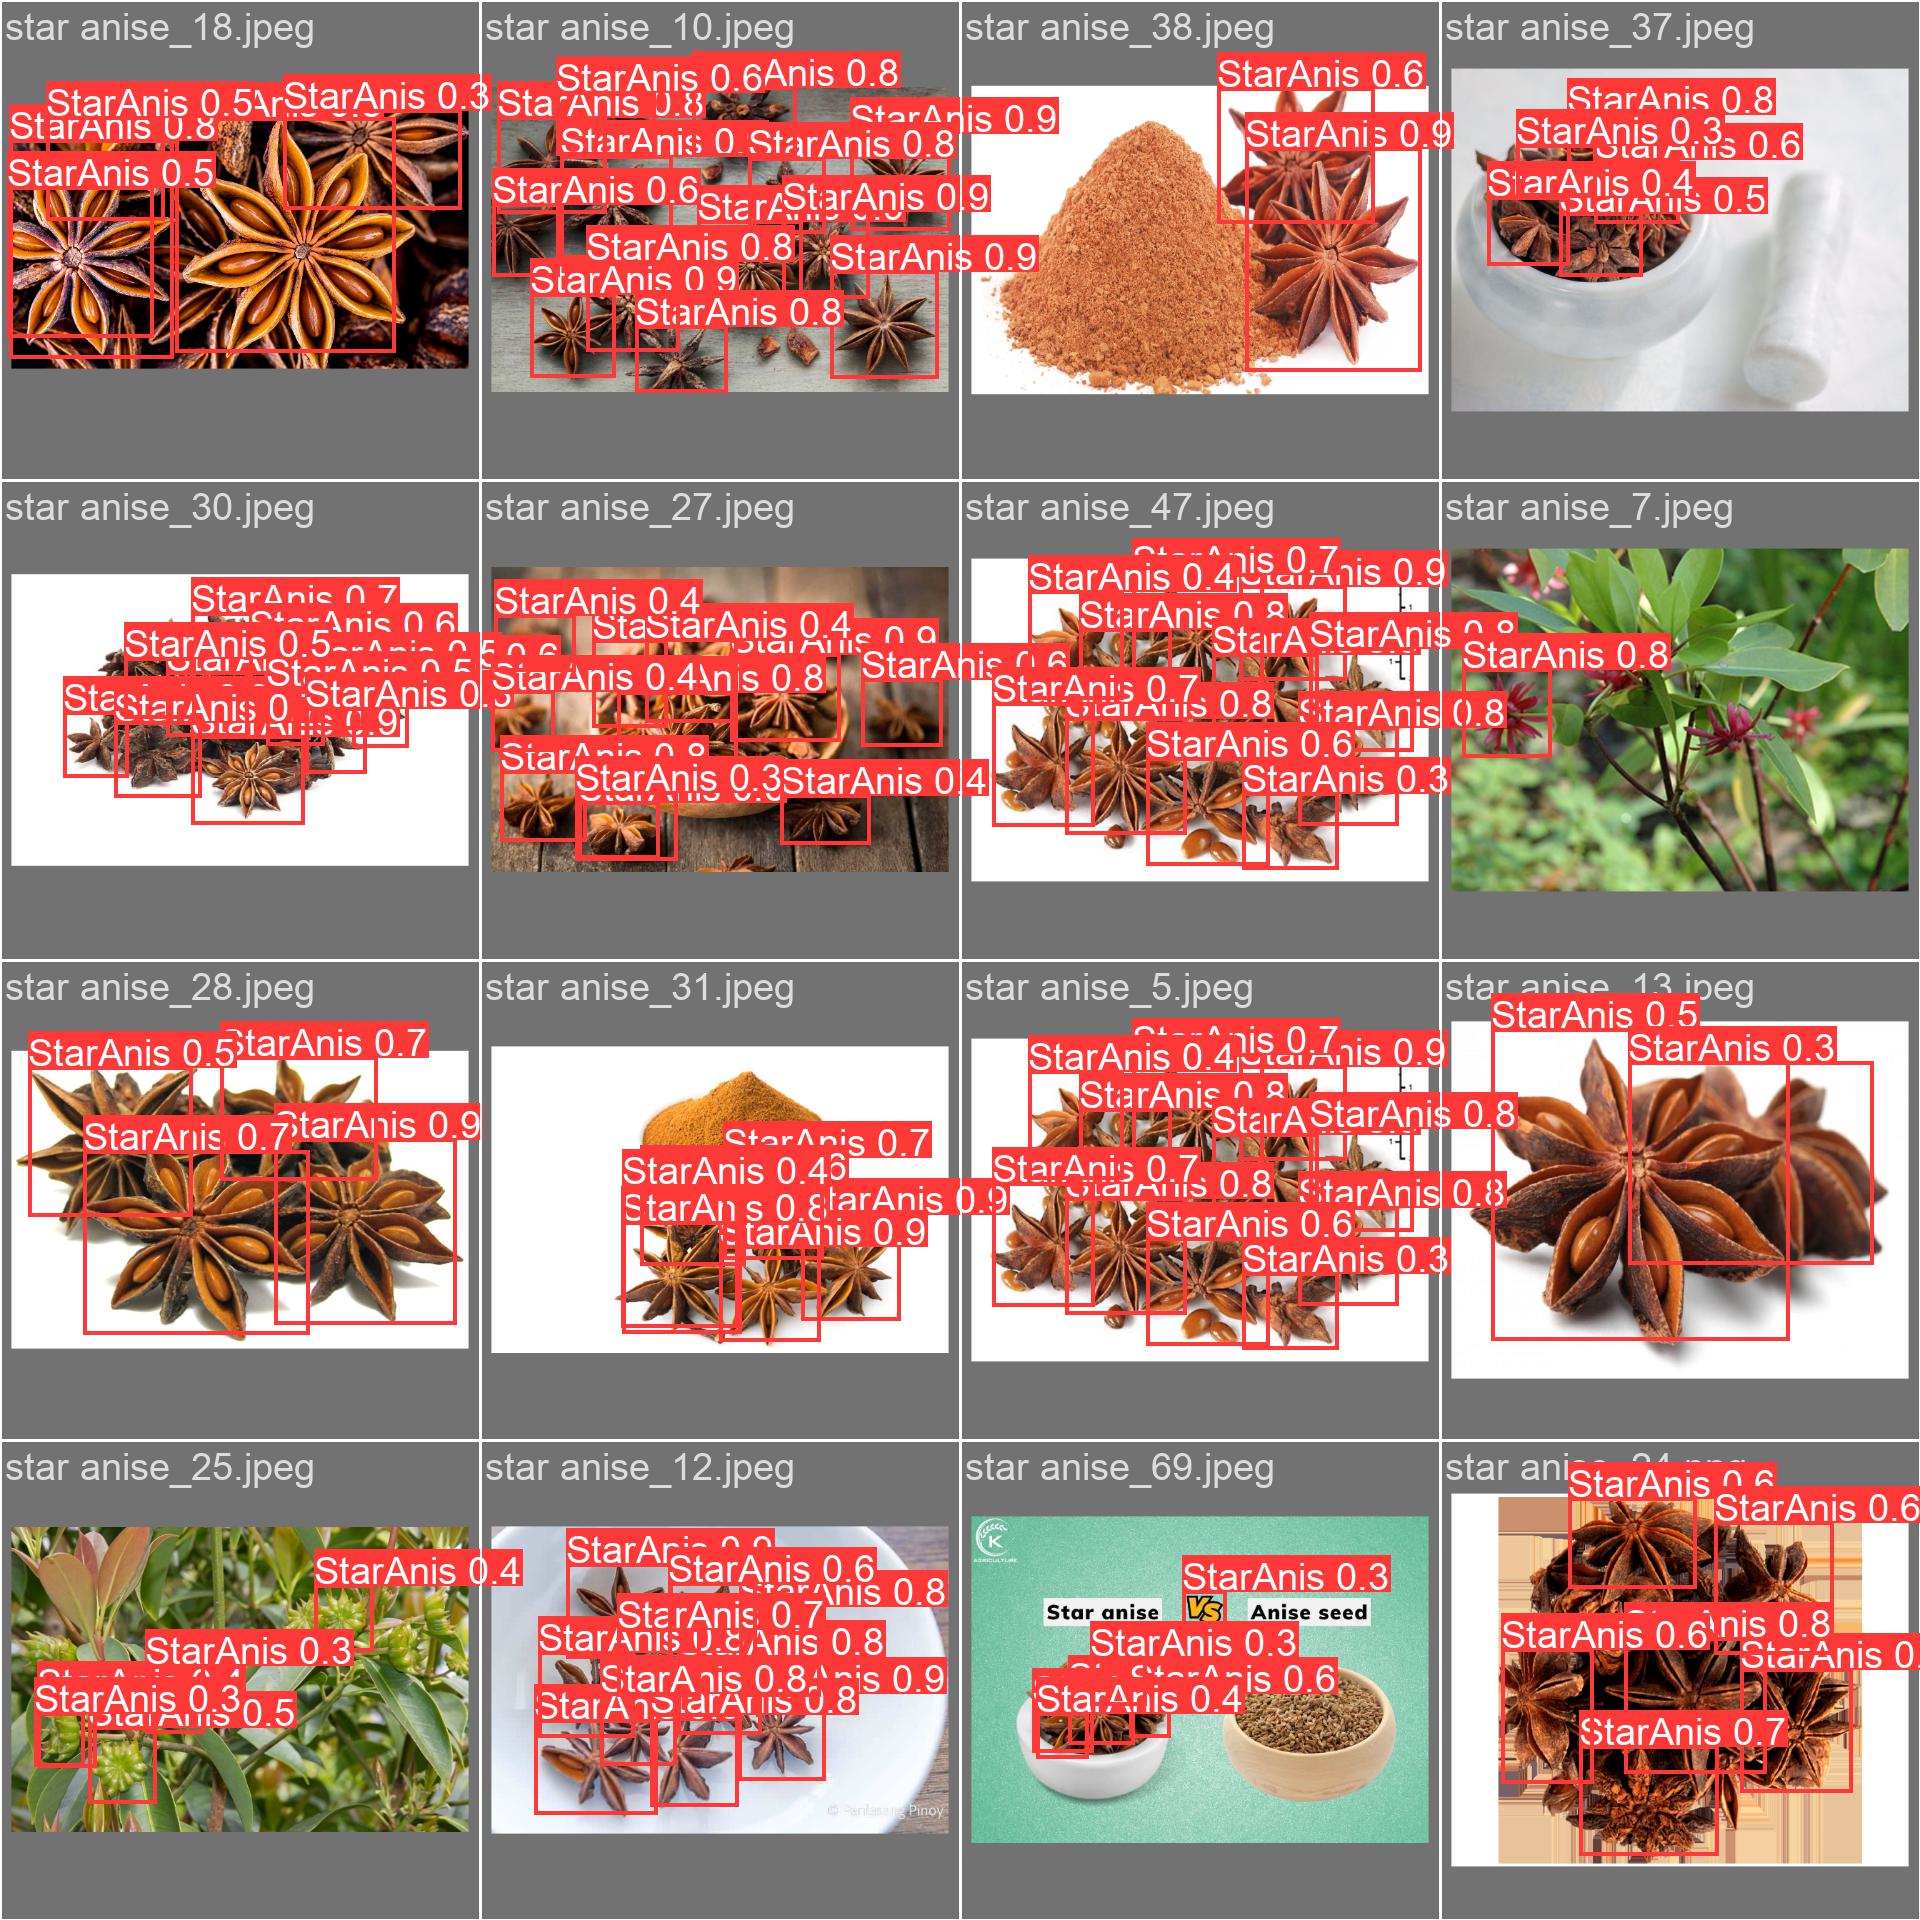 star anise_18.jpeg
StarAnis 0.5
StarAnis 0.3
StarAnis 0.8
StarAnis 0.5
star anise_10.jpeg
StarAnis 0.6
Anis 0.8
StarAnis 0.8
StarAnis 0.9
StarAnis 0.
StarAnis 0.8
StarAnis 0.6
StarAnis 0.9
StarAnis 0.8
StarAnis 0.9
StarAnis 0.9
StarAnis 0.8
star anise_38.jpeg
StarAnis 0.6
StarAnis 0.9
star anise_37.jpeg
StarAnis 0.8
StarAnis 0.3
StarAnis 0.6
StarAnis 0.4
StarAnis 0.5
star anise_30.jpeg
StarAnis 0.7
StarAnis 0.6
StarAnis 0.5
StarAnis 0.5
StarAnis 0.
StarAnis 0.9
star anise_27.jpeg
StarAnis 0.4
StarAnis 0.4
StarAnis 0.9
StarAnis 0.6
StarAnis 0.4
Anis 0.8
StarAnis 0.8
StarAnis 0.3
StarAnis 0.4
star anise_47.jpeg
StarAnis 0.7
StarAnis 0.4
StarAnis 0.9
StarAnis 0.8
StarAnis 0.8
StarAnis 0.7
StarAnis 0.8
StarAnis 0.8
StarAnis 0.6
StarAnis 0.3
star anise_7.jpeg
StarAnis 0.8
star anise_28.jpeg
StarAnis 0.5
StarAnis 0.7
StarAnis 0.7
StarAnis 0.9
star anise_31.jpeg
StarAnis 0.7
StarAnis 0.4
StarAnis 0.8
StarAnis 0.9
StarAnis 0.9
star anise_5.jpeg
StarAnis 0.7
StarAnis 0.4
StarAnis 0.9
StarAnis 0.8
StarAnis 0.8
StarAnis 0.7
StarAnis 0.8
StarAnis 0.8
StarAnis 0.6
StarAnis 0.3
star anise_13.jpeg
StarAnis 0.5
StarAnis 0.3
star anise_25.jpeg
StarAnis 0.4
StarAnis 0.3
StarAnis 0.4
StarAnis 0.3
StarAnis 0.5
star anise_12.jpeg
StarAnis 0.9
StarAnis 0.6
StarAnis 0.8
StarAnis 0.7
StarAnis 0.8
Anis 0.8
StarAnis 0.8
Anis 0.9
StarAnis 0.8
© Panlasang Pinoy
star anise_69.jpeg
K
AGRICULTURE
StarAnis 0.3
Star anise
VS
Anise seed
StarAnis 0.3
StarAnis 0.6
StarAnis 0.4
StarAnis 0.6
StarAnis 0.6
StarAnis 0.6
Anis 0.8
StarAnis 0.
StarAnis 0.7